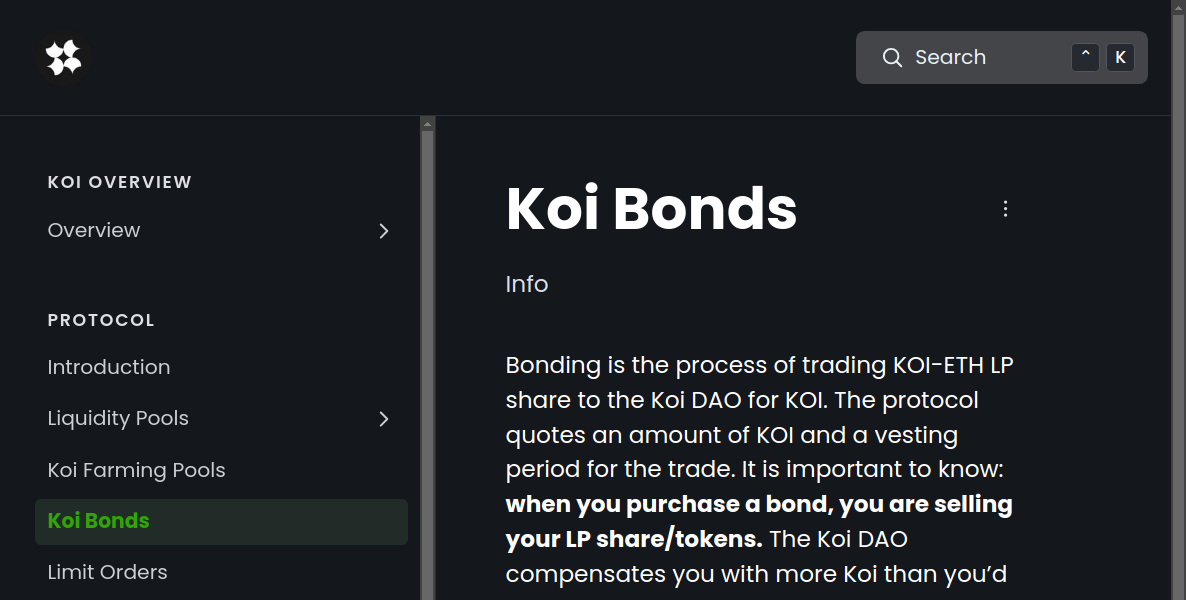 Search
^ K
KOI OVERVIEW
Overview
PROTOCOL
Introduction
Liquidity Pools
Koi Farming Pools
Koi Bonds
Limit Orders
Koi Bonds
Info
Bonding is the process of trading KOI-ETH LP
share to the Koi DAO for KOI. The protocol
quotes an amount of KOI and a vesting
period for the trade. It is important to know:
when you purchase a bond, you are selling
your LP share/tokens. The Koi DAO
compensates you with more Koi than you’d